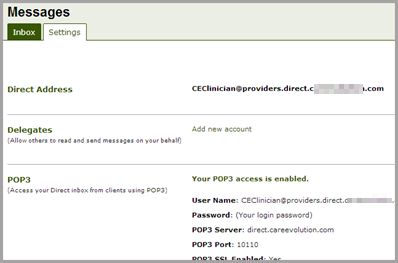 Messages
Inbox Settings
Direct Address CEClinician@providers.direct.c .com
Delegates Add new account
(Allow others to read and send messages on your behalf)
POP3 Your POP3 access is enabled.
(Access your Direct inbox from clients using POP3)
User Name: CEClinician@providers.direct.
Password: (Your login password)
POP3 Server: direct.careevolution.com
POP3 Port: 10110
POP3 SSL Enabled: Yes